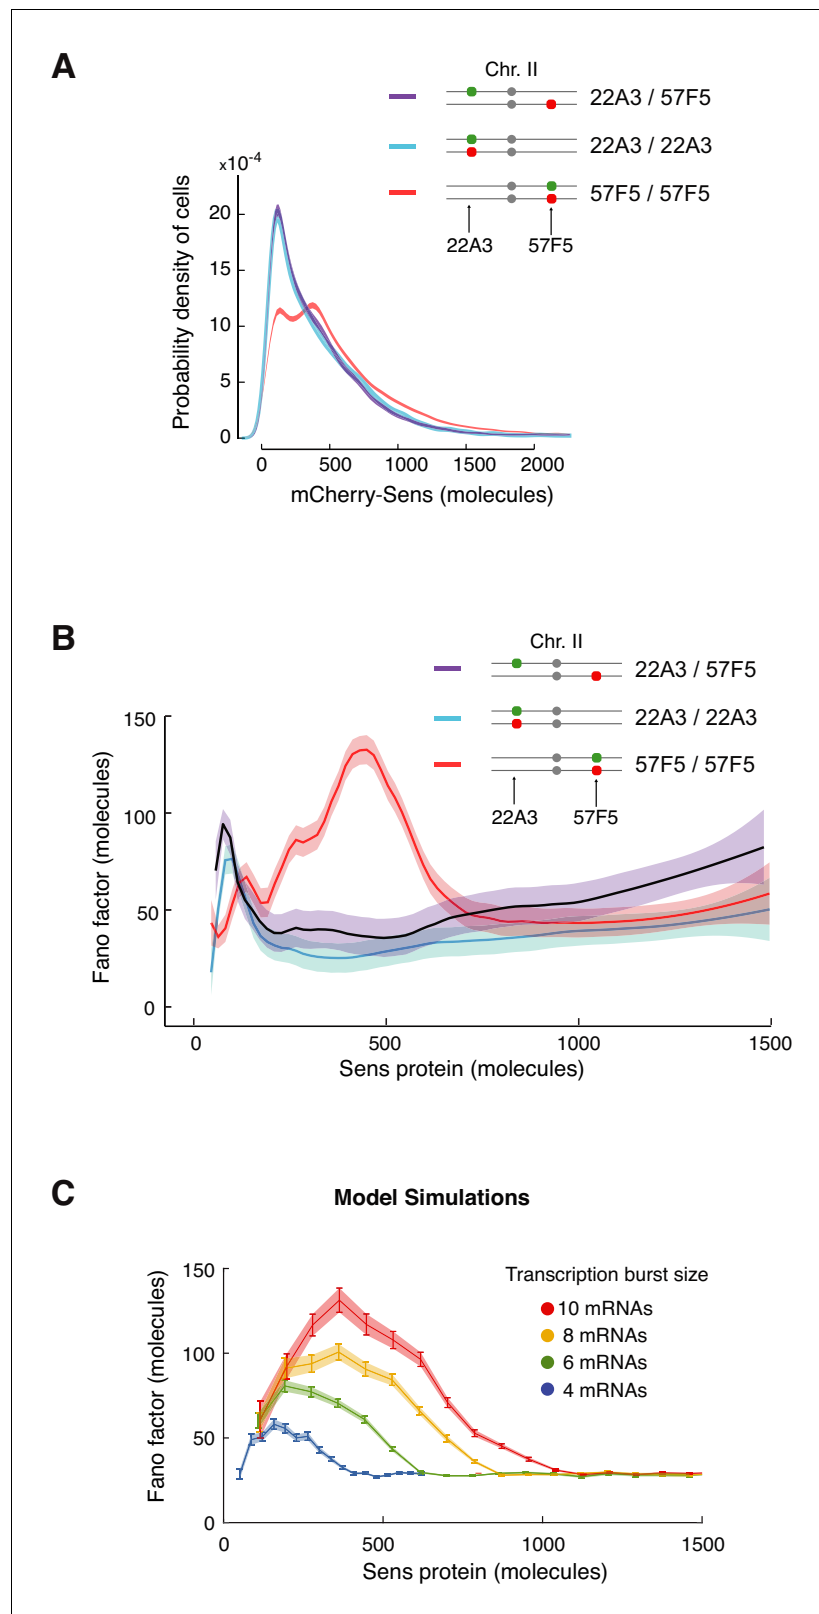 A
Chr. II
22A3 / 57F5
22A3 / 22A3
57F5 / 57F5
22A3
57F5
x10-4
20
15
10
5
0
Probability density of cells
0
500
1000
1500
2000
mCherry-Sens (molecules)
B
Chr. II
22A3 / 57F5
22A3 / 22A3
57F5 / 57F5
22A3
57F5
150
100
50
0
Fano factor (molecules)
0
500
1000
1500
Sens protein (molecules)
C
Model Simulations
Transcription burst size
10 mRNAs
8 mRNAs
6 mRNAs
4 mRNAs
150
100
50
0
Fano factor (molecules)
0
500
1000
1500
Sens protein (molecules)